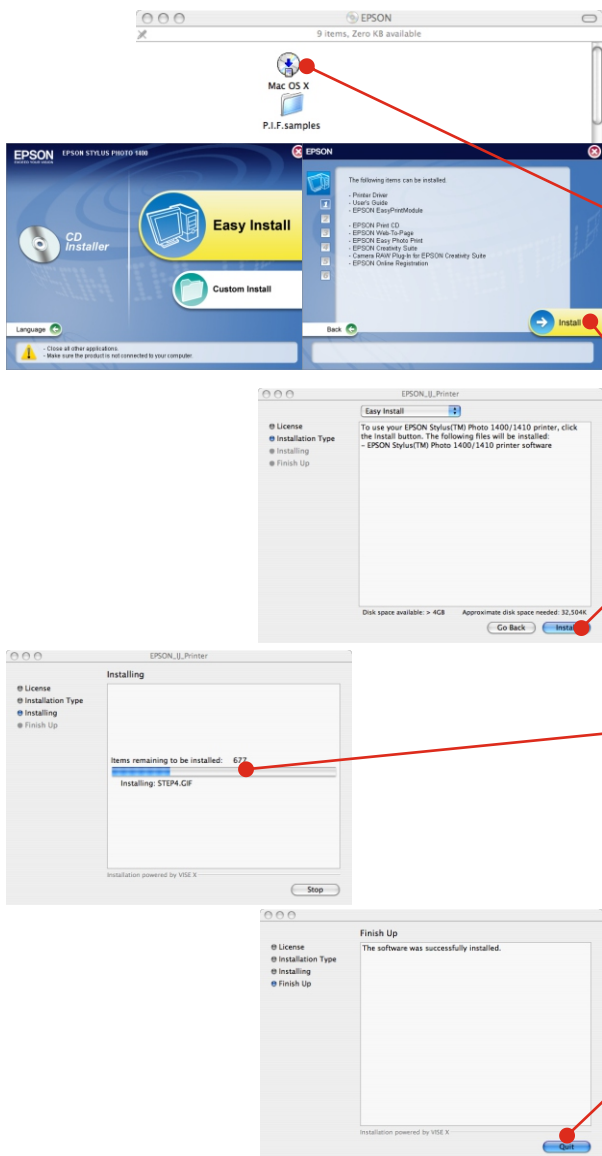 EPSON
9 items, Zero KB available
Mac OS X
P.I.F.samples
EPSON EPSON STYLUS PHOTO 1400
CD
Installer
Easy Install
Custom Install
Language
- Close all other applications.
- Make sure the product is not connected to your computer.
EPSON
The following items can be installed.
- Printer Driver
- User's Guide
- EPSON EasyPrintModule
- EPSON Print CD
- EPSON Web-To-Page
- EPSON Easy Photo Print
- EPSON Creativity Suite
- Camera RAW Plug-In for EPSON Creativity Suite
- EPSON Online Registration
Back
Install
EPSON_IJ_Printer
Easy Install
License
Installation Type
Installing
Finish Up
To use your EPSON Stylus(TM) Photo 1400/1410 printer, click
the Install button. The following files will be installed:
- EPSON Stylus(TM) Photo 1400/1410 printer software
Disk space available: > 4GB Approximate disk space needed: 32,504K
Go Back Install
EPSON_IJ_Printer
Installing
License
Installation Type
Installing
Finish Up
Items remaining to be installed: 677
Installing: STEP4.GIF
Installation powered by VISE X
Stop
Finish Up
License
Installation Type
Installing
Finish Up
The software was successfully installed.
Installation powered by VISE X
Quit